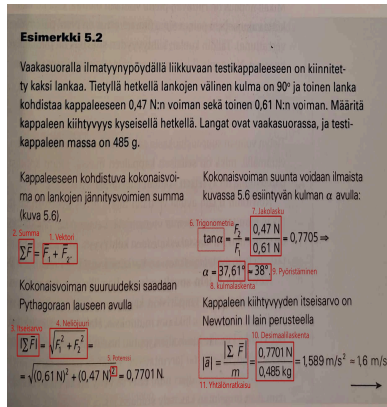 Esimerkki 5.2
Vaakasuoralla ilmatyynypöydällä liikkuvaan testikappaleeseen on kiinnitet-
ty kaksi lankaa. Tietyllä hetkellä lankojen välinen kulma on 90° ja toinen lanka
kohdistaa kappaleeseen 0,47 N:n voiman sekä toinen 0,61 N:n voiman. Määritä
kappaleen kiihtyvyys kyseisellä hetkellä. Langat ovat vaakasuorassa, ja testi-
kappaleen massa on 485 g.
Kappaleeseen kohdistuva kokonaisvoi-
ma on lankojen jännitysvoimien summa
(kuva 5.6),
2. Summa 1. Vektori
∑F̅ = F̅₁ + F̅₂.
Kokonaisvoiman suuruudeksi saadaan
Pythagoraan lauseen avulla
3. Itseisarvo 4. Neliöjuuri
|∑F̅| = √(F₁² + F₂²) =
5. Potenssi
= √((0,61 N)² + (0,47 N)²) = 0,7701 N.
Kokonaisvoiman suunta voidaan ilmaista
kuvassa 5.6 esiintyvän kulman α avulla:
7. Jakolasku
6. Trigonometria
tanα = F₂/F₁ = 0,47 N/0,61 N = 0,7705 ⇒
α = 37,61° ≈ 38°. 9. Pyöristäminen
8. kulmalaskenta
Kappaleen kiihtyvyyden itseisarvo on
Newtonin II lain perusteella
10. Desimaalilaskenta
|a̅| = |∑F̅|/m = 0,7701 N/0,485 kg = 1,589 m/s² ≈ 1,6 m/s
11. Yhtälönratkaisu